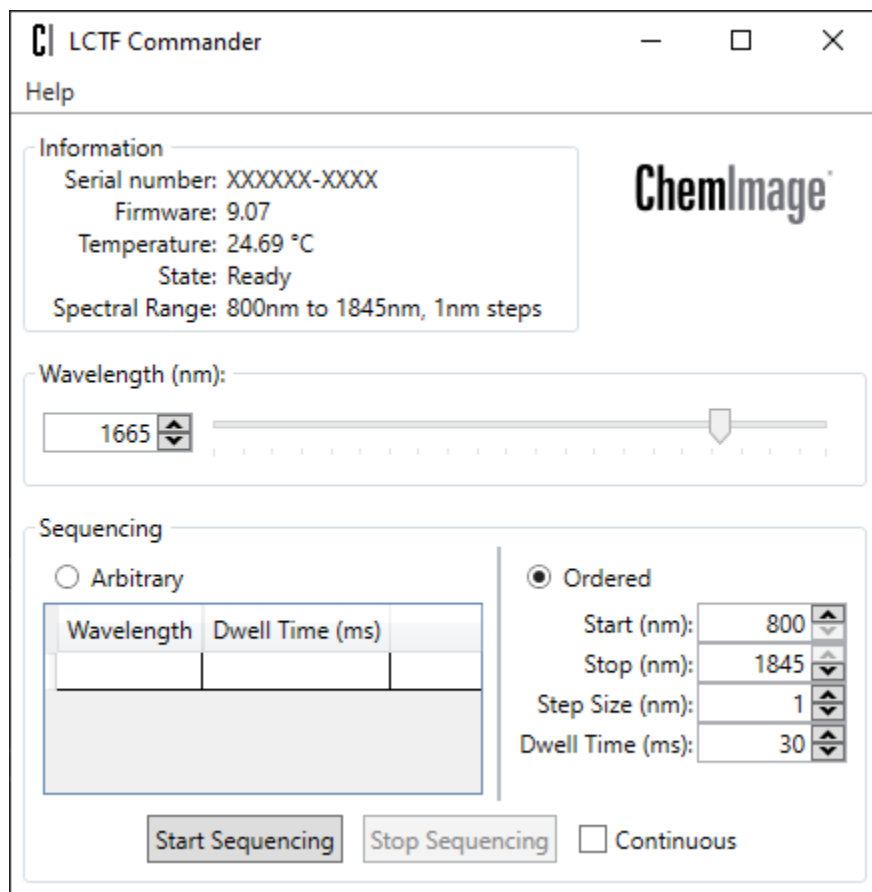 C| LCTF Commander
Help
Information
Serial number: XXXXXX-XXXX
Firmware: 9.07
Temperature: 24.69 °C
State: Ready
Spectral Range: 800nm to 1845nm, 1nm steps
ChemImage
Wavelength (nm):
1665
Sequencing
Arbitrary
Wavelength Dwell Time (ms)
Ordered
Start (nm): 800
Stop (nm): 1845
Step Size (nm): 1
Dwell Time (ms): 30
Start Sequencing Stop Sequencing Continuous